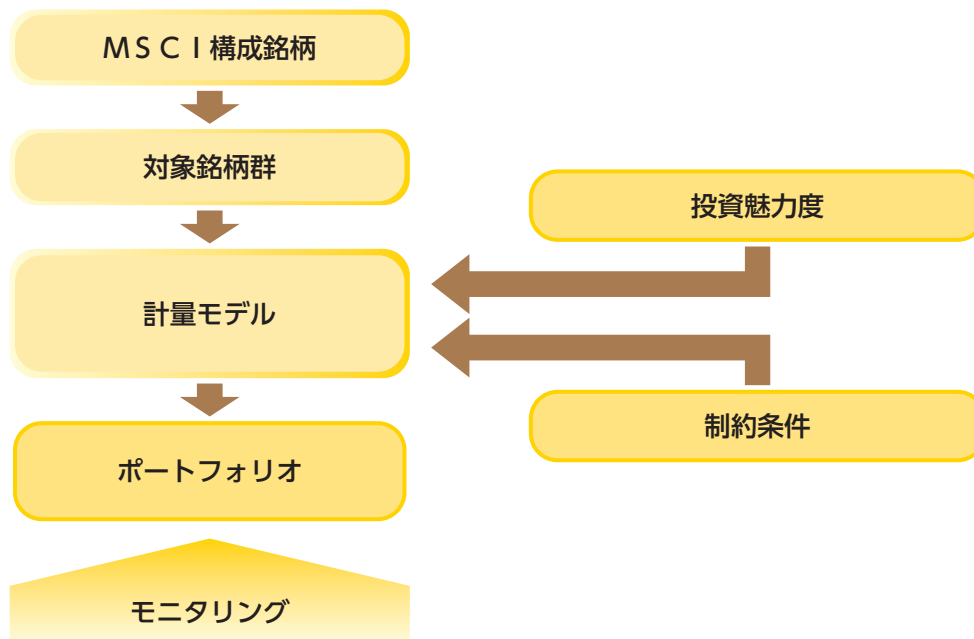 ＭＳＣＩ構成銘柄
対象銘柄群
投資魅力度
計量モデル
制約条件
ポートフォリオ
モニタリング